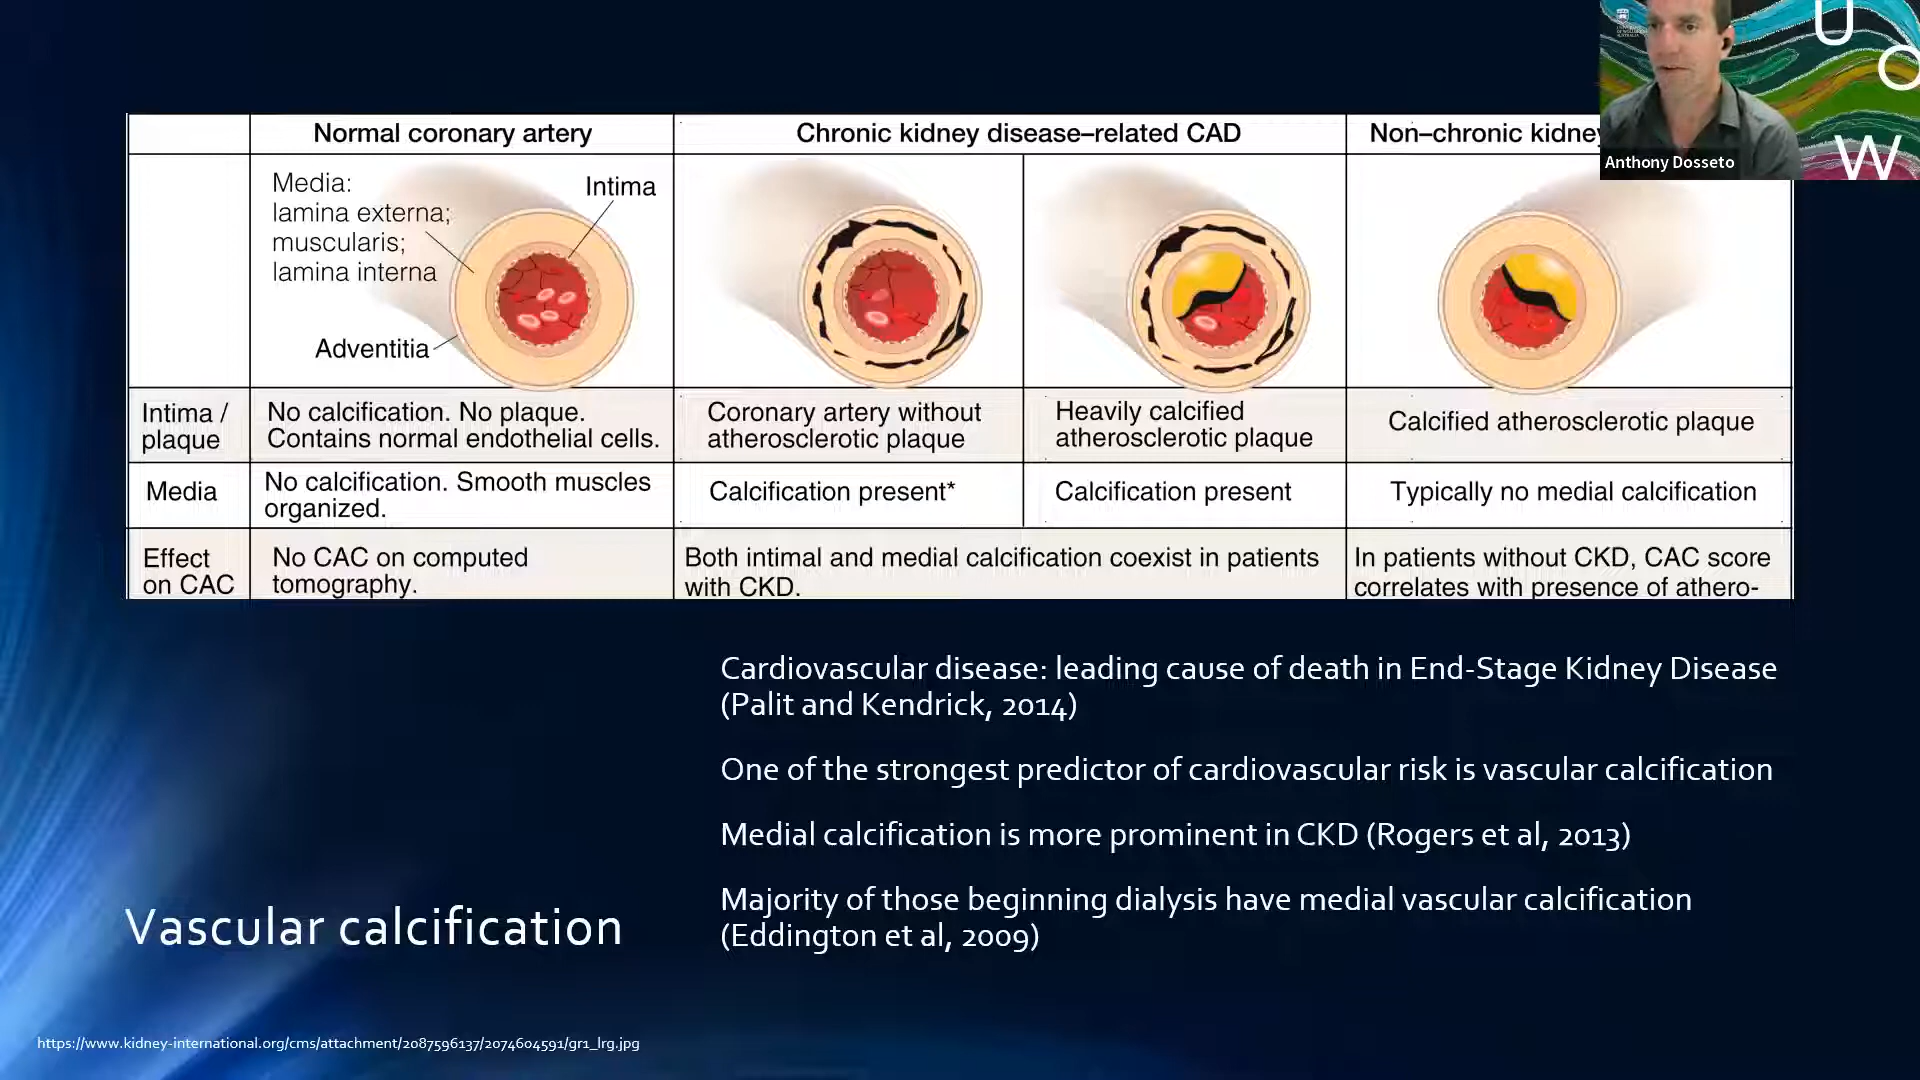 Normal coronary artery
Chronic kidney disease–related CAD
Non–chronic kidney
Media:
lamina externa;
muscularis;
lamina interna
Intima
Adventitia
Intima /
plaque
No calcification. No plaque.
Contains normal endothelial cells.
Coronary artery without
atherosclerotic plaque
Heavily calcified
atherosclerotic plaque
Calcified atherosclerotic plaque
Media
No calcification. Smooth muscles
organized.
Calcification present*
Calcification present
Typically no medial calcification
Effect
on CAC
No CAC on computed
tomography.
Both intimal and medial calcification coexist in patients
with CKD.
In patients without CKD, CAC score
correlates with presence of athero-
Anthony Dosseto
U
O
W
Cardiovascular disease: leading cause of death in End-Stage Kidney Disease
(Palit and Kendrick, 2014)
One of the strongest predictor of cardiovascular risk is vascular calcification
Medial calcification is more prominent in CKD (Rogers et al, 2013)
Majority of those beginning dialysis have medial vascular calcification
(Eddington et al, 2009)
Vascular calcification
https://www.kidney-international.org/cms/attachment/2087596137/2074604591/gr1_lrg.jpg